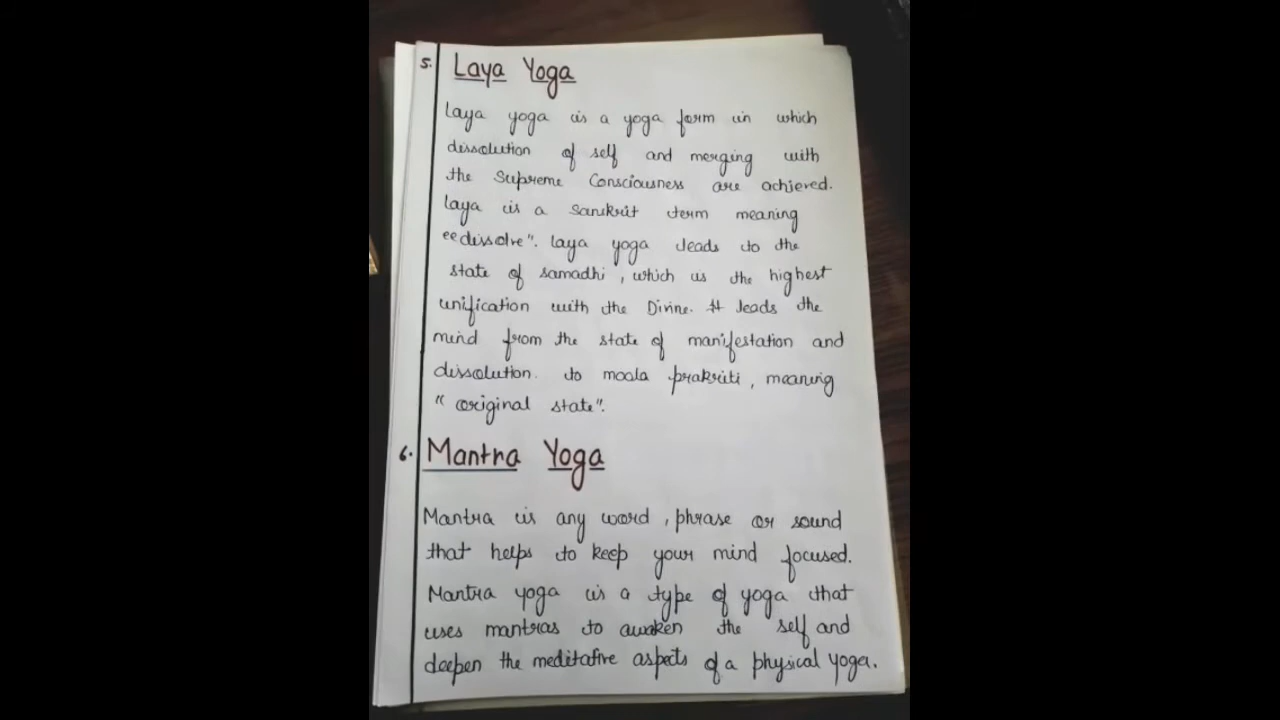 5. Laya Yoga
Laya yoga is a yoga form in which
dissolution of self and merging with
the Supreme Consciousness are achieved.
Laya is a Sanskrit term meaning
"dissolve". Laya yoga leads to the
state of samadhi, which is the highest
unification with the Divine. It leads the
mind from the state of manifestation and
dissolution. to moola prakriti, meaning
"original state".
6. Mantra Yoga
Mantra is any word, phrase or sound
that helps to keep your mind focused.
Mantra yoga is a type of yoga that
uses mantras to awaken the self and
deepen the meditative aspects of a physical yoga.